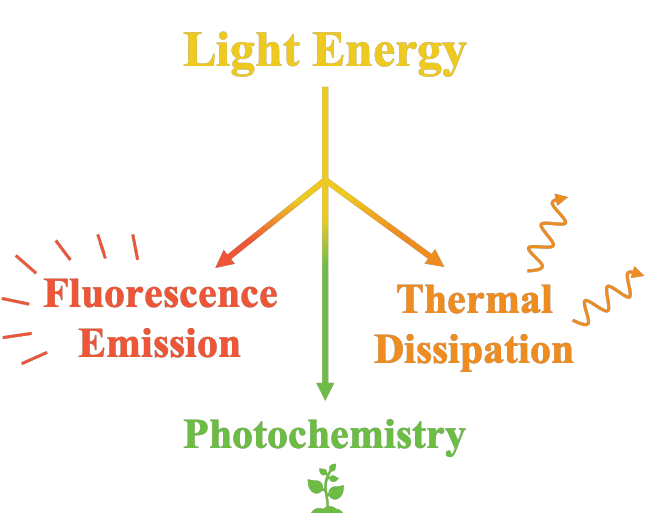 Light Energy
Fluorescence
Emission
Thermal
Dissipation
Photochemistry